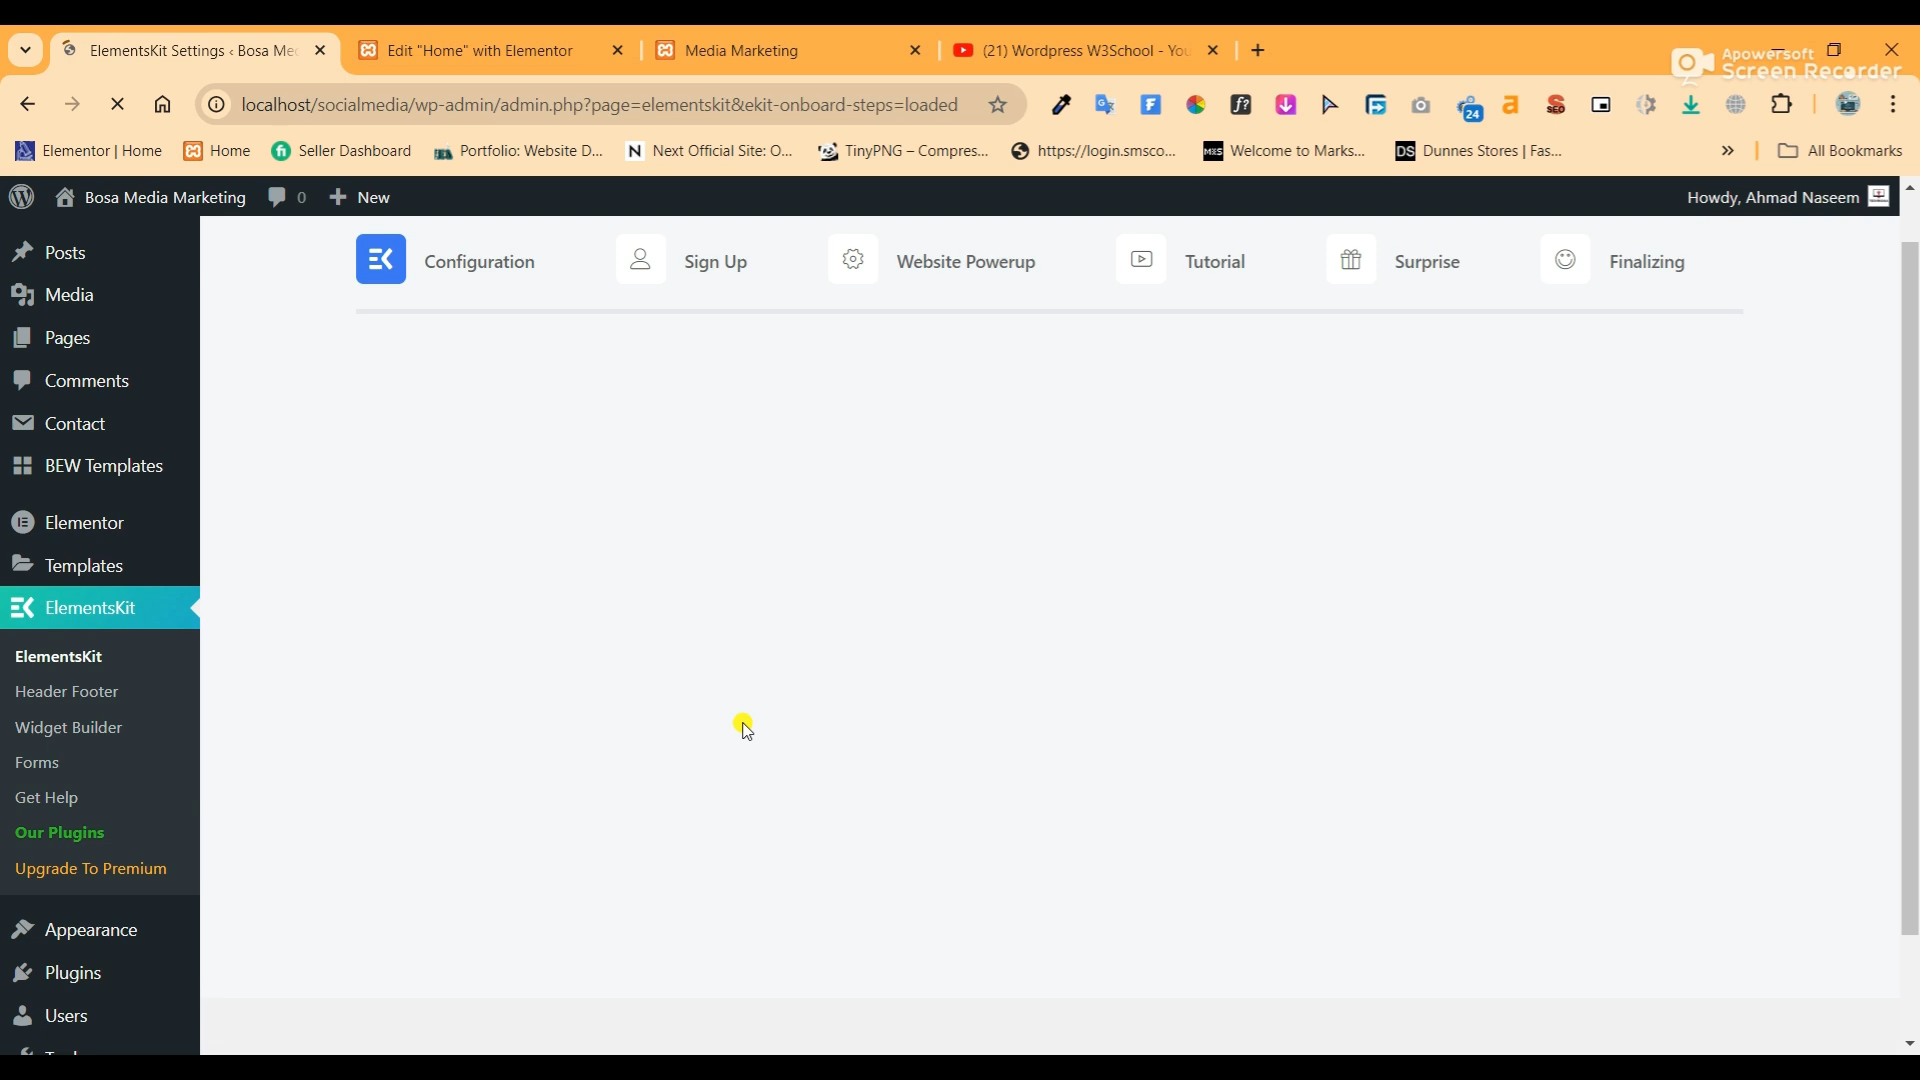 ElementsKit Settings ‹ Bosa Me
Edit "Home" with Elementor
Media Marketing
(21) Wordpress W3School - You
Apowersoft
Screen Recorder
localhost/socialmedia/wp-admin/admin.php?page=elementskit&ekit-onboard-steps=loaded
24
SEO
Elementor | Home
Home
Seller Dashboard
Portfolio: Website D...
Next Official Site: O...
TinyPNG – Compres...
https://login.smsco...
M&S
Welcome to Marks...
DS
Dunnes Stores | Fas...
All Bookmarks
Bosa Media Marketing
0
New
Howdy, Ahmad Naseem
Posts
Media
Pages
Comments
Contact
BEW Templates
Elementor
Templates
ElementsKit
ElementsKit
Header Footer
Widget Builder
Forms
Get Help
Our Plugins
Upgrade To Premium
Appearance
Plugins
Users
Configuration
Sign Up
Website Powerup
Tutorial
Surprise
Finalizing